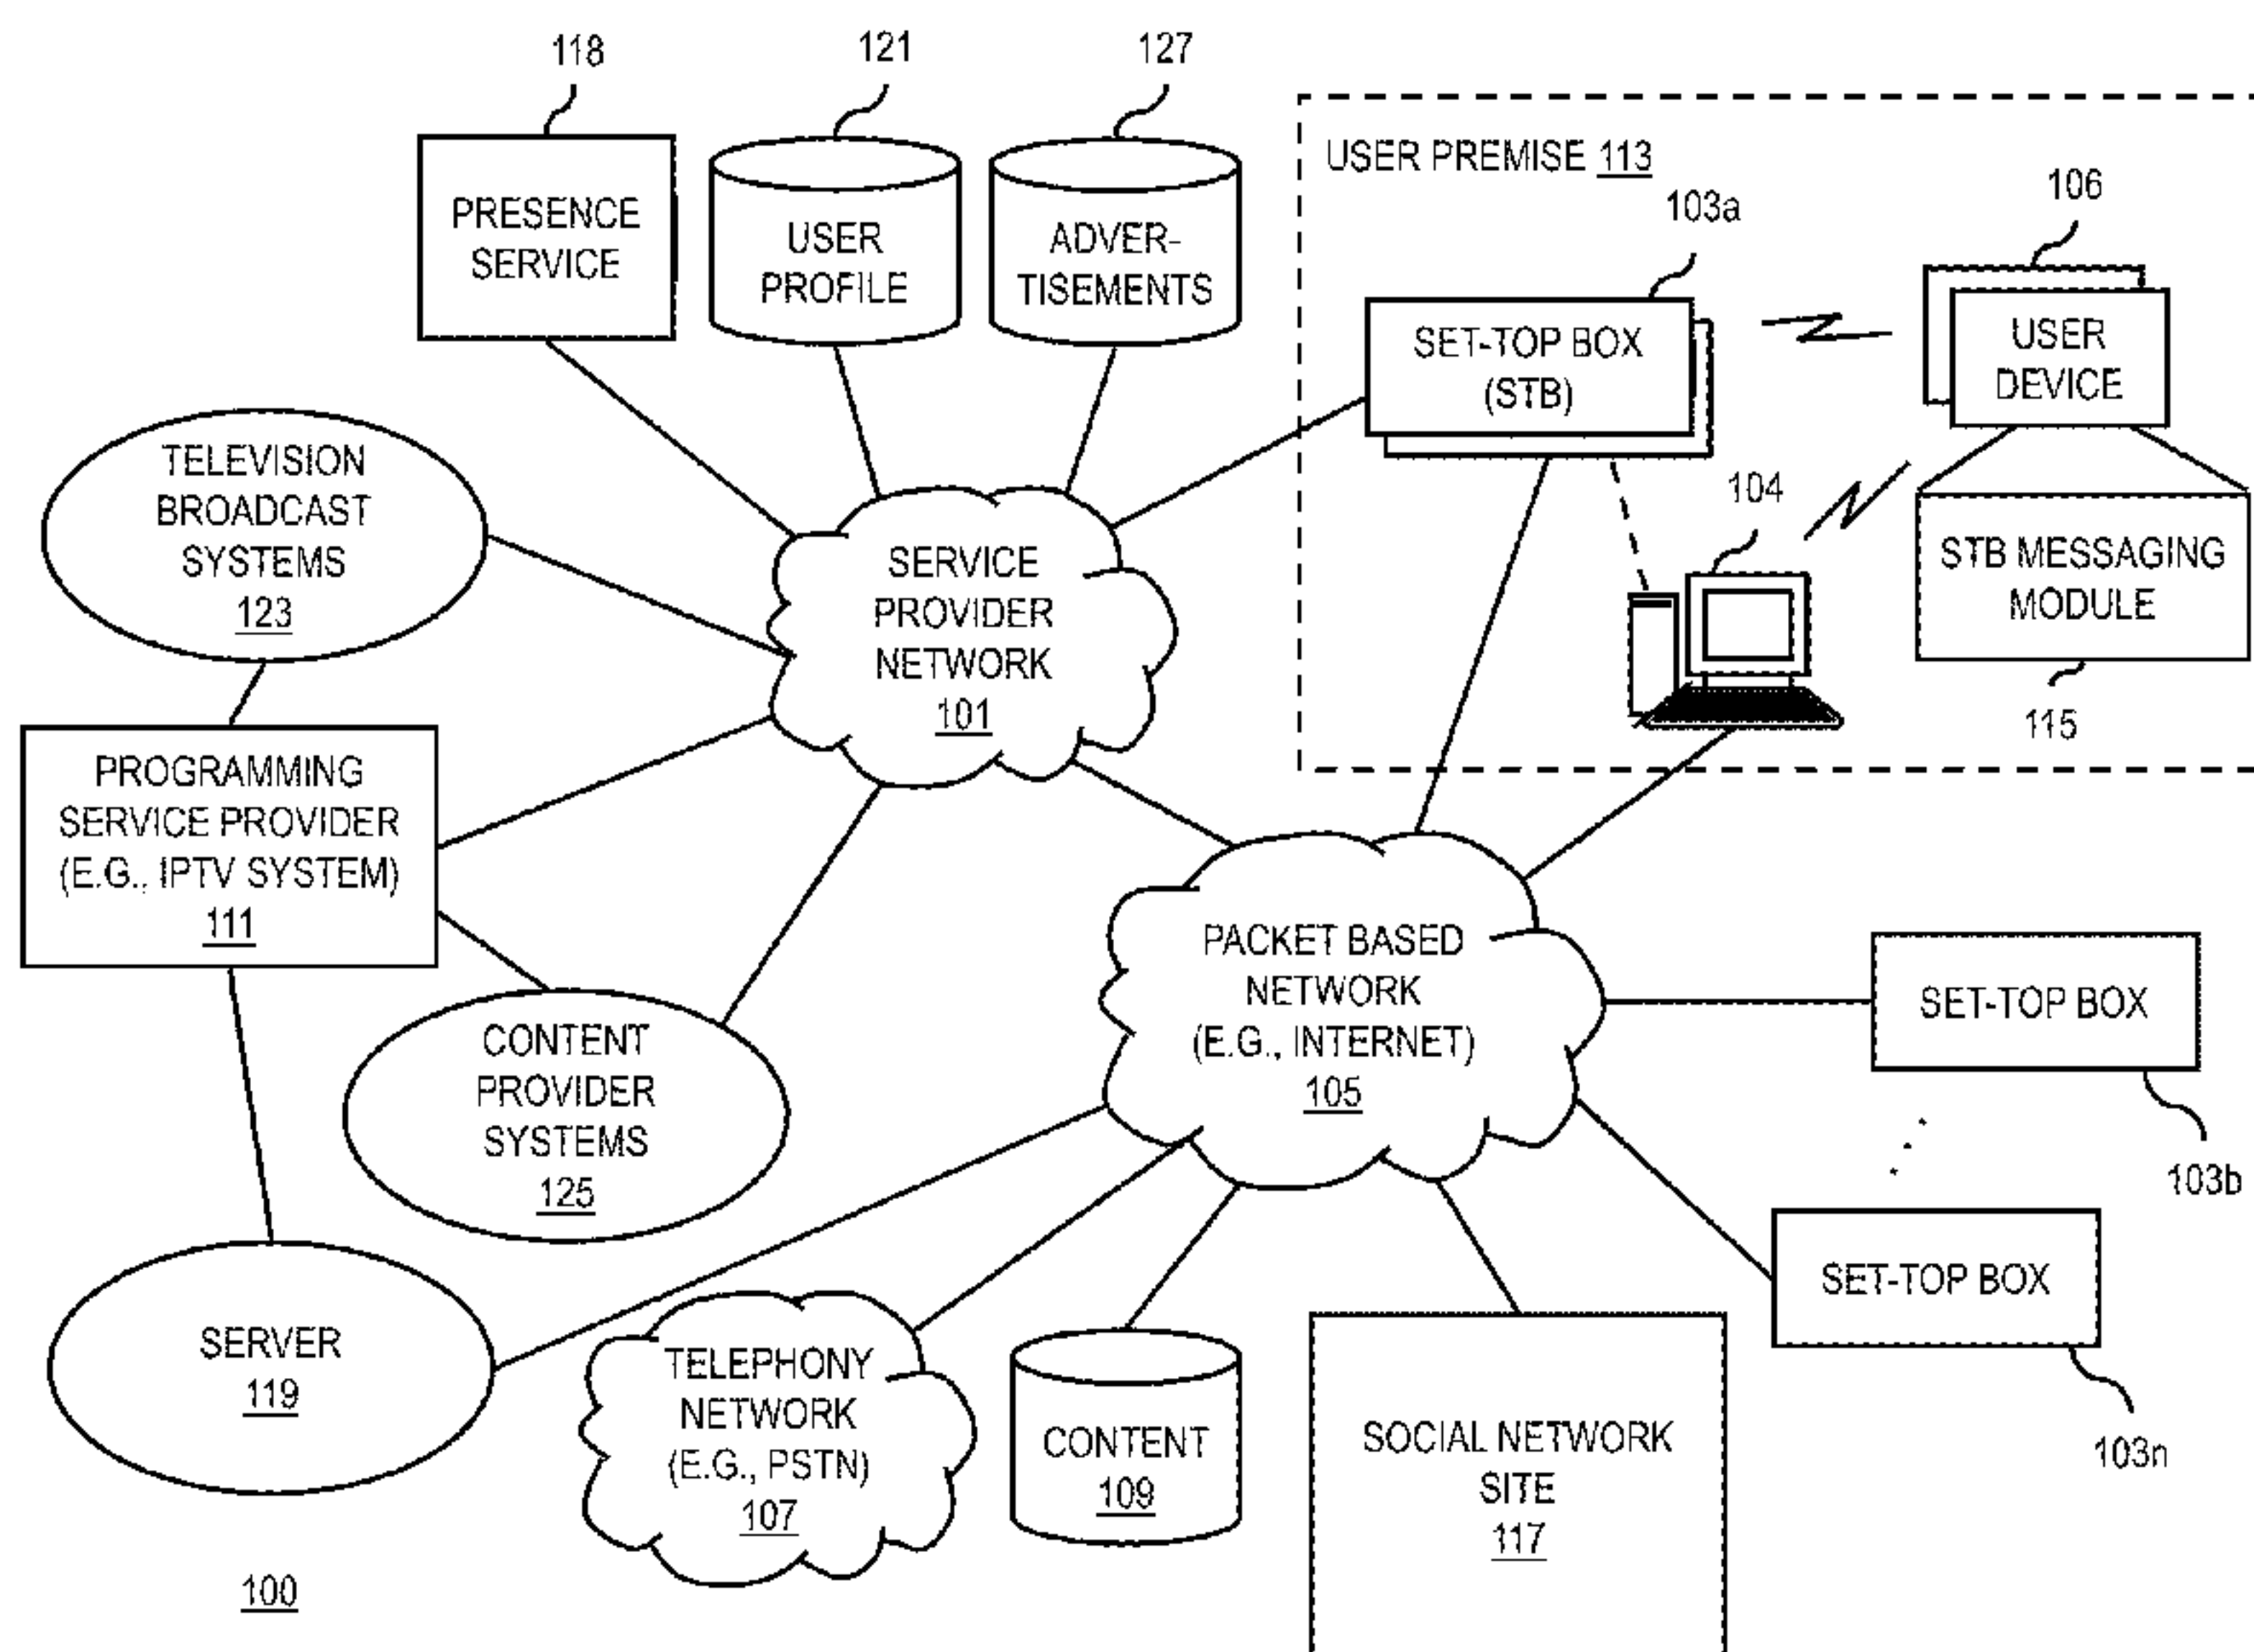 118
121
127
PRESENCE
SERVICE
USER
PROFILE
ADVER-
TISEMENTS
USER PREMISE 113
103a
106
SET-TOP BOX
(STB)
USER
DEVICE
104
STB MESSAGING
MODULE
115
TELEVISION
BROADCAST
SYSTEMS
123
SERVICE
PROVIDER
NETWORK
101
PROGRAMMING
SERVICE PROVIDER
(E.G., IPTV SYSTEM)
111
CONTENT
PROVIDER
SYSTEMS
125
PACKET BASED
NETWORK
(E.G., INTERNET)
105
SET-TOP BOX
103b
SET-TOP BOX
103n
SERVER
119
TELEPHONY
NETWORK
(E.G., PSTN)
107
CONTENT
109
SOCIAL NETWORK
SITE
117
100